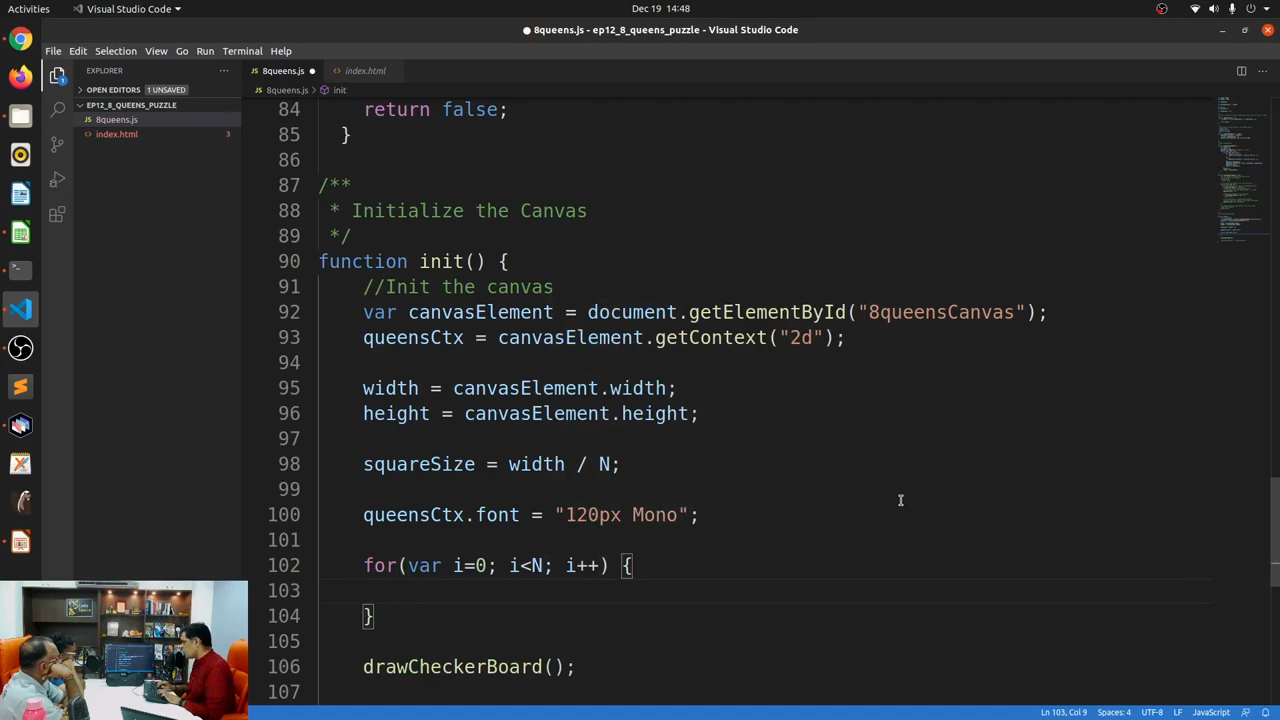 Activities
Visual Studio Code
Dec 19 14:48
8queens.js - ep12_8_queens_puzzle - Visual Studio Code
File Edit Selection View Go Run Terminal Help
EXPLORER
8queens.js
index.html
OPEN EDITORS 1 UNSAVED
8queens.js > init
EP12_8_QUEENS_PUZZLE
8queens.js
index.html 3
84 return false;
85 }
86
87 /**
88 * Initialize the Canvas
89 */
90 function init() {
91 //Init the canvas
92 var canvasElement = document.getElementById("8queensCanvas");
93 queensCtx = canvasElement.getContext("2d");
94
95 width = canvasElement.width;
96 height = canvasElement.height;
97
98 squareSize = width / N;
99
100 queensCtx.font = "120px Mono";
101
102 for(var i=0; i<N; i++) {
103
104 }
105
106 drawCheckerBoard();
107
Ln 103, Col 9 Spaces: 4 UTF-8 LF JavaScript